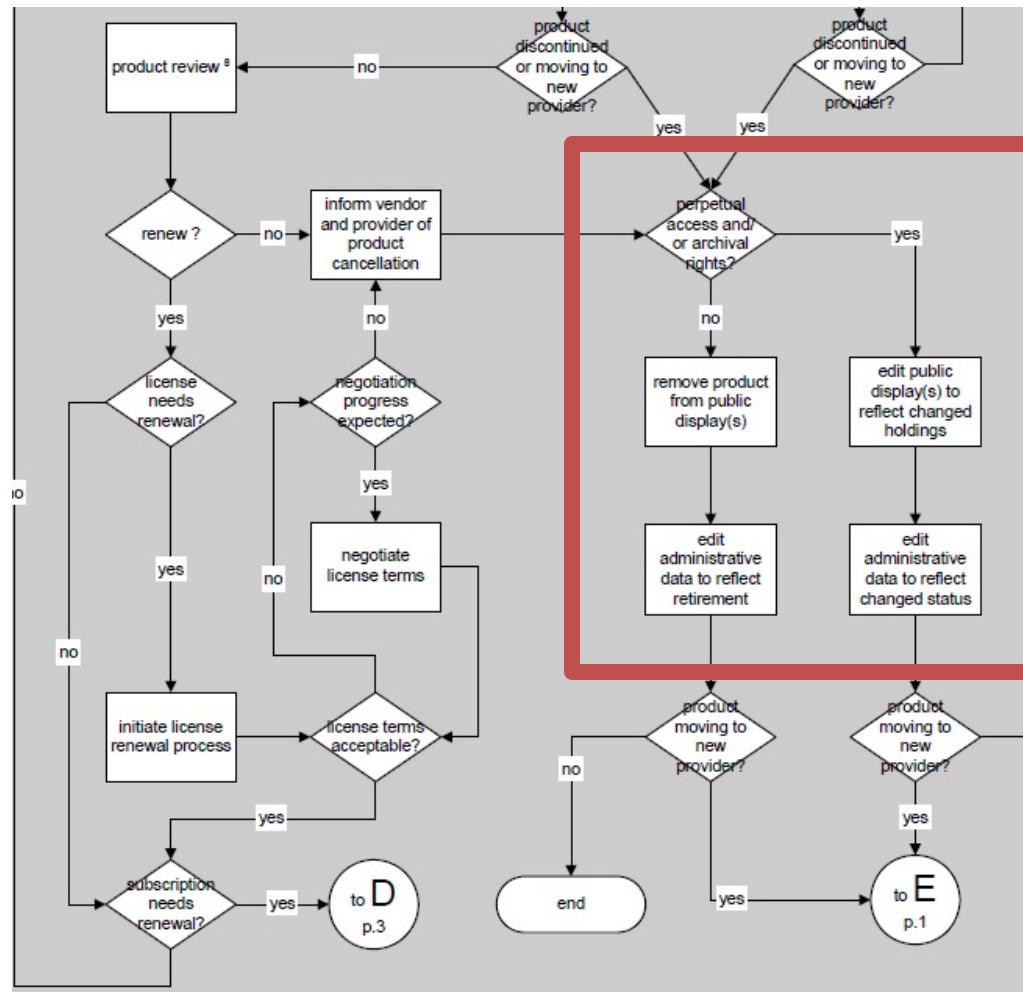 product
discontinued
or moving to
new
provider?
product
discontinued
or moving to
new
provider?
product review 8
no
yes
yes
renew ?
no
inform vendor
and provider of
product
cancellation
perpetual
access and/
or archival
rights?
yes
yes
no
no
license
needs
renewal?
negotiation
progress
expected?
remove product
from public
display(s)
edit public
display(s) to
reflect changed
holdings
yes
negotiate
license terms
edit
administrative
data to reflect
retirement
edit
administrative
data to reflect
changed status
yes
no
no
initiate license
renewal process
license terms
acceptable?
product
moving to
new
provider?
product
moving to
new
provider?
no
yes
yes
subscription
needs
renewal?
yes
to D
p.3
end
yes
to E
p.1